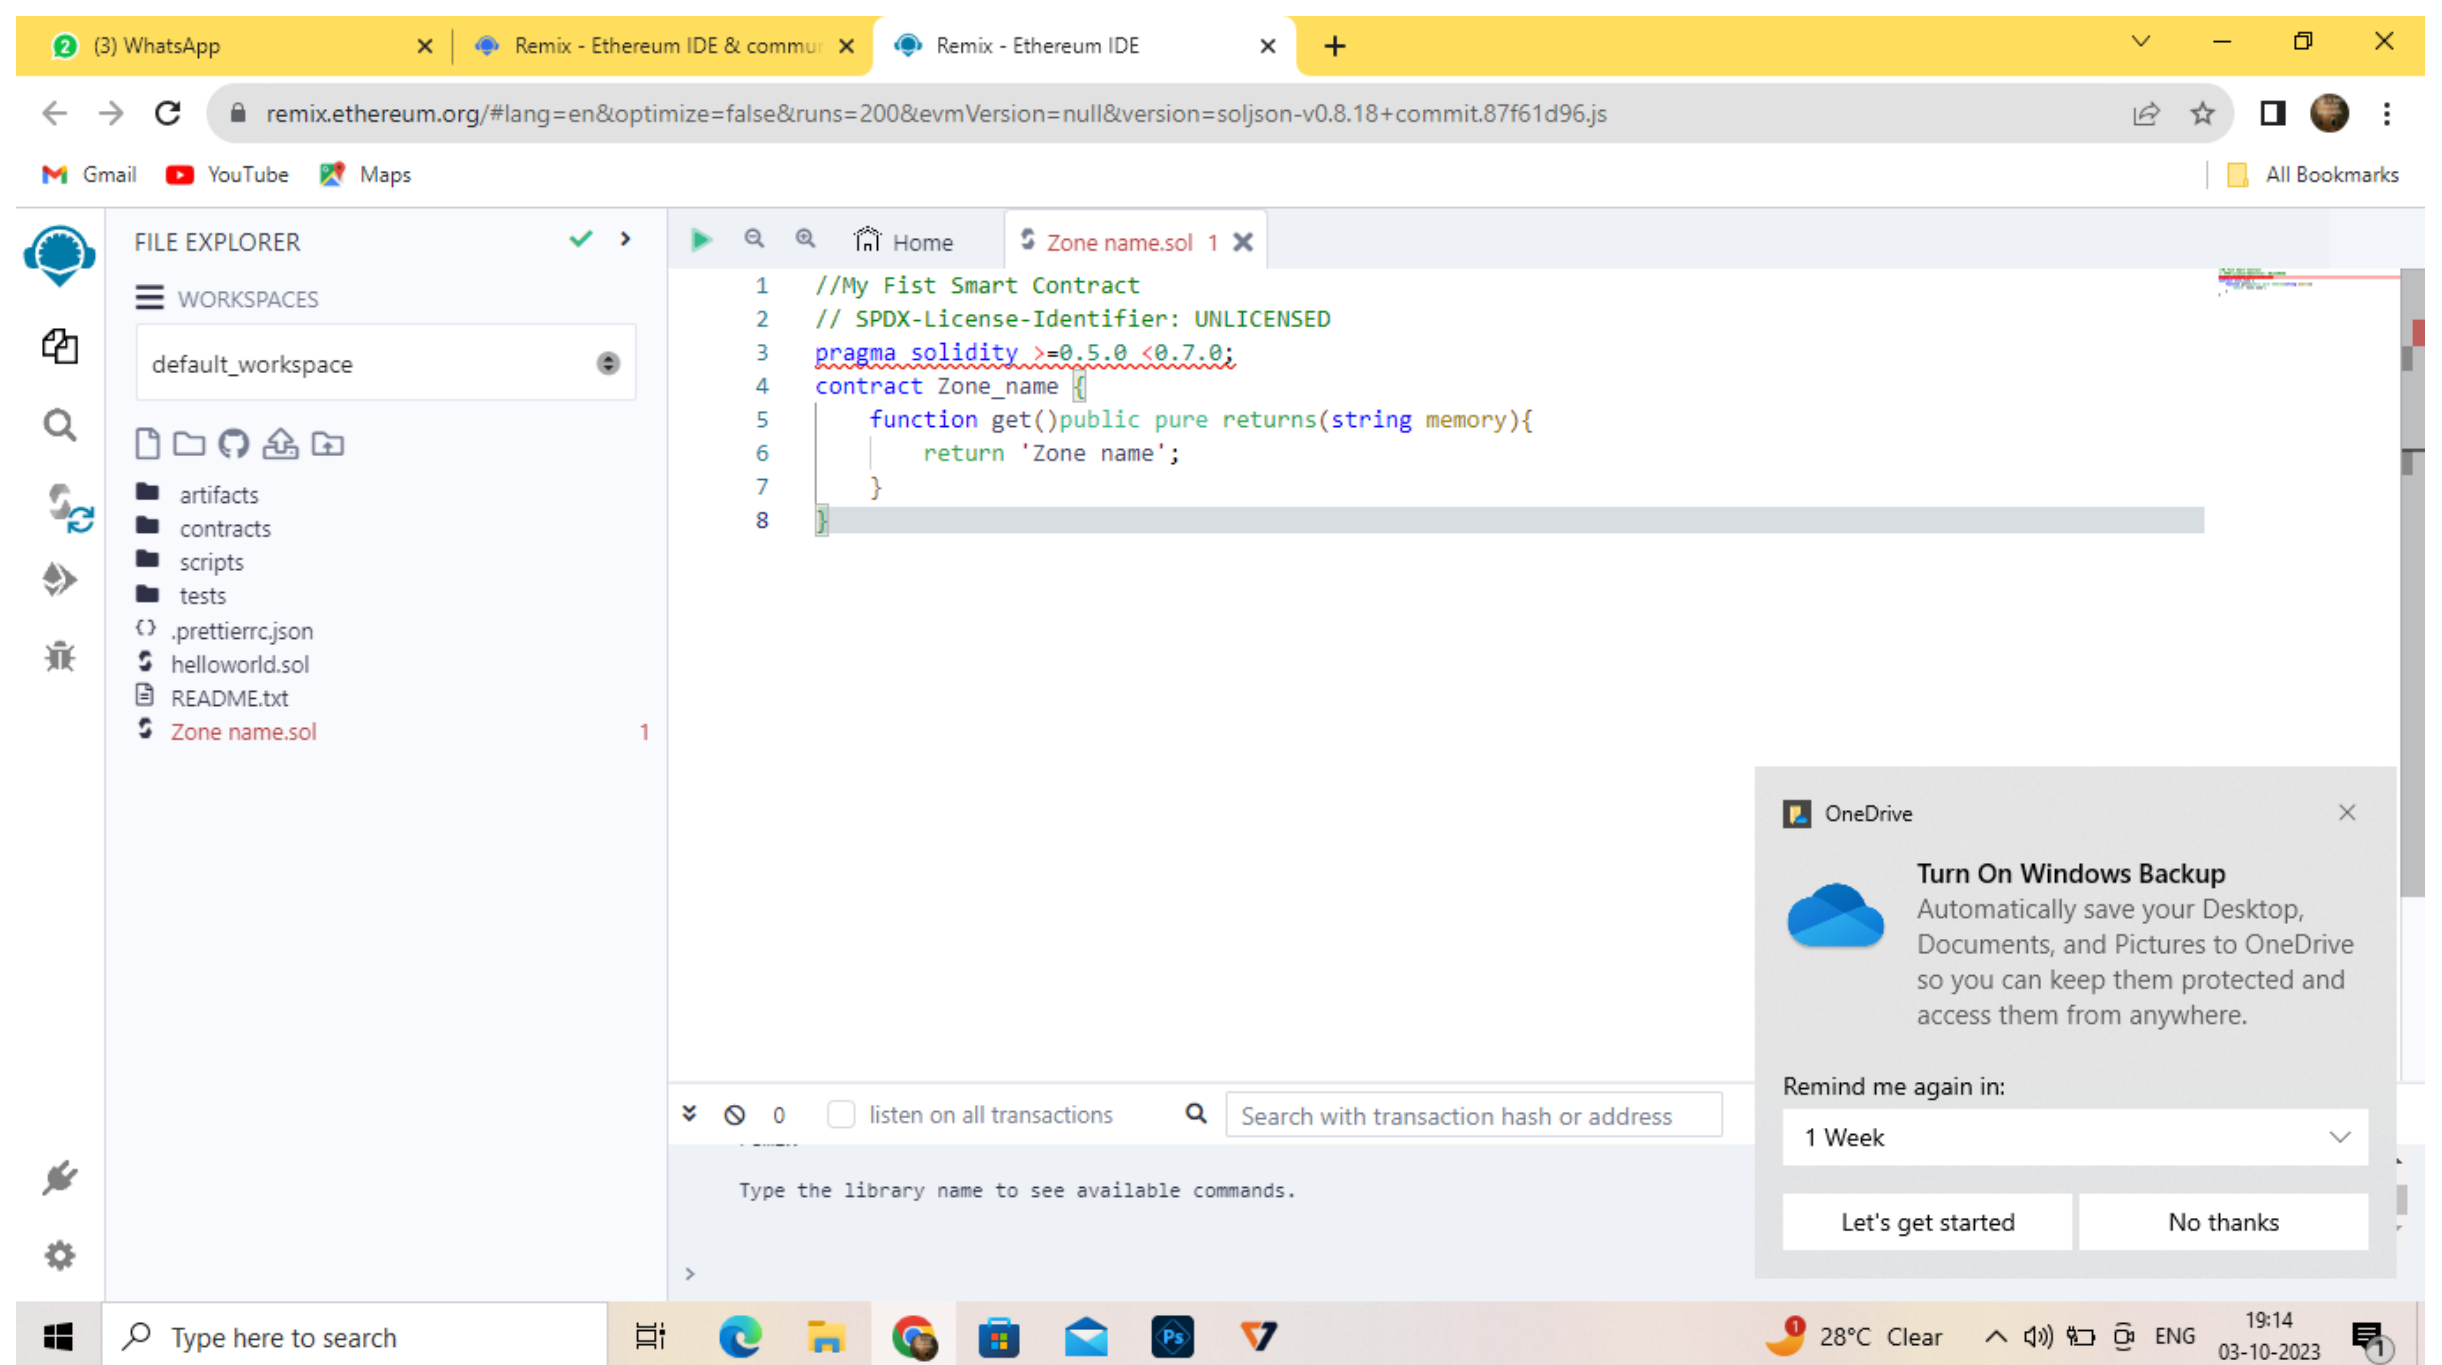 2 (3) WhatsApp
Remix - Ethereum IDE & commur
Remix - Ethereum IDE
remix.ethereum.org/#lang=en&optimize=false&runs=200&evmVersion=null&version=soljson-v0.8.18+commit.87f61d96.js
Gmail YouTube Maps
All Bookmarks
FILE EXPLORER
WORKSPACES
default_workspace
artifacts
contracts
scripts
tests
.prettierrc.json
helloworld.sol
README.txt
Zone name.sol 1
Home
Zone name.sol 1
1 //My Fist Smart Contract
2 // SPDX-License-Identifier: UNLICENSED
3 pragma solidity >=0.5.0 <0.7.0;
4 contract Zone_name {
5 function get()public pure returns(string memory){
6 return 'Zone name';
7 }
8 }
0 listen on all transactions
Search with transaction hash or address
Type the library name to see available commands.
>
OneDrive
Turn On Windows Backup
Automatically save your Desktop,
Documents, and Pictures to OneDrive
so you can keep them protected and
access them from anywhere.
Remind me again in:
1 Week
Let's get started
No thanks
Type here to search
Ps
1
28°C Clear
ENG
19:14
03-10-2023
1